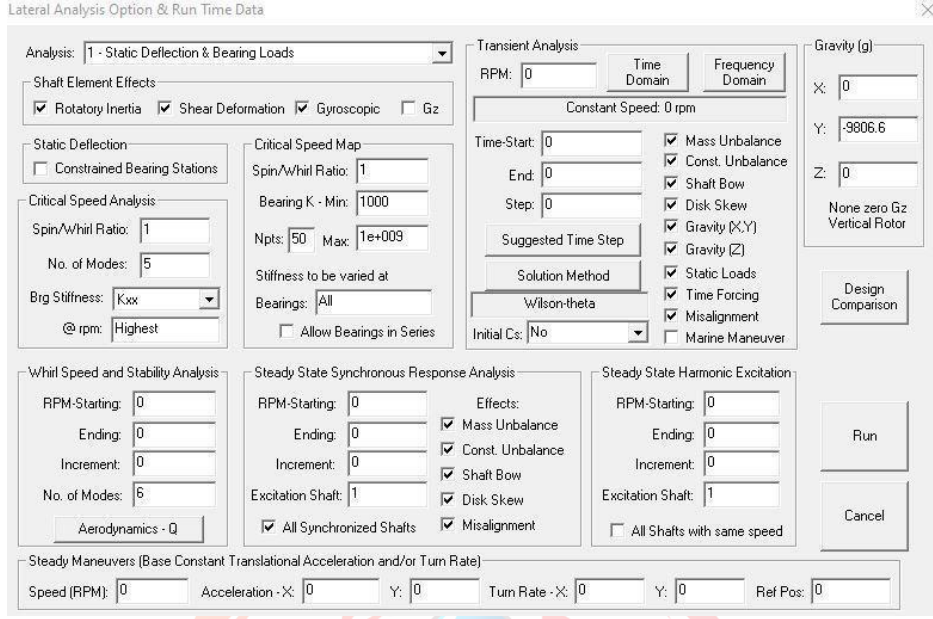 Lateral Analysis Option & Run Time Data
Analysis: 1 - Static Deflection & Bearing Loads
Shaft Element Effects
Rotatory Inertia Shear Deformation Gyroscopic Gz
Static Deflection
Constrained Bearing Stations
Critical Speed Analysis
Spin/Whirl Ratio: 1
No. of Modes: 5
Brg Stiffness: Kxx
@ rpm: Highest
Critical Speed Map
Spin/Whirl Ratio: 1
Bearing K - Min: 1000
Npts: 50 Max: 1e+009
Stiffness to be varied at
Bearings: All
Allow Bearings in Series
Transient Analysis
RPM: 0 Time Domain Frequency Domain
Constant Speed: 0 rpm
Time-Start: 0
End: 0
Step: 0
Suggested Time Step
Solution Method
Wilson-theta
Initial Cs: No
Mass Unbalance
Const. Unbalance
Shaft Bow
Disk Skew
Gravity (X,Y)
Gravity (Z)
Static Loads
Time Forcing
Misalignment
Marine Maneuver
Gravity (g)
X: 0
Y: -9806.6
Z: 0
None zero Gz
Vertical Rotor
Design
Comparison
Whirl Speed and Stability Analysis
RPM-Starting: 0
Ending: 0
Increment: 0
No. of Modes: 6
Aerodynamics - Q
Steady State Synchronous Response Analysis
RPM-Starting: 0
Ending: 0
Increment: 0
Excitation Shaft: 1
All Synchronized Shafts
Effects:
Mass Unbalance
Const. Unbalance
Shaft Bow
Disk Skew
Misalignment
Steady State Harmonic Excitation
RPM-Starting: 0
Ending: 0
Increment: 0
Excitation Shaft: 1
All Shafts with same speed
Run
Cancel
Steady Maneuvers (Base Constant Translational Acceleration and/or Turn Rate)
Speed (RPM): 0 Acceleration - X: 0 Y: 0 Turn Rate - X: 0 Y: 0 Ref Pos: 0